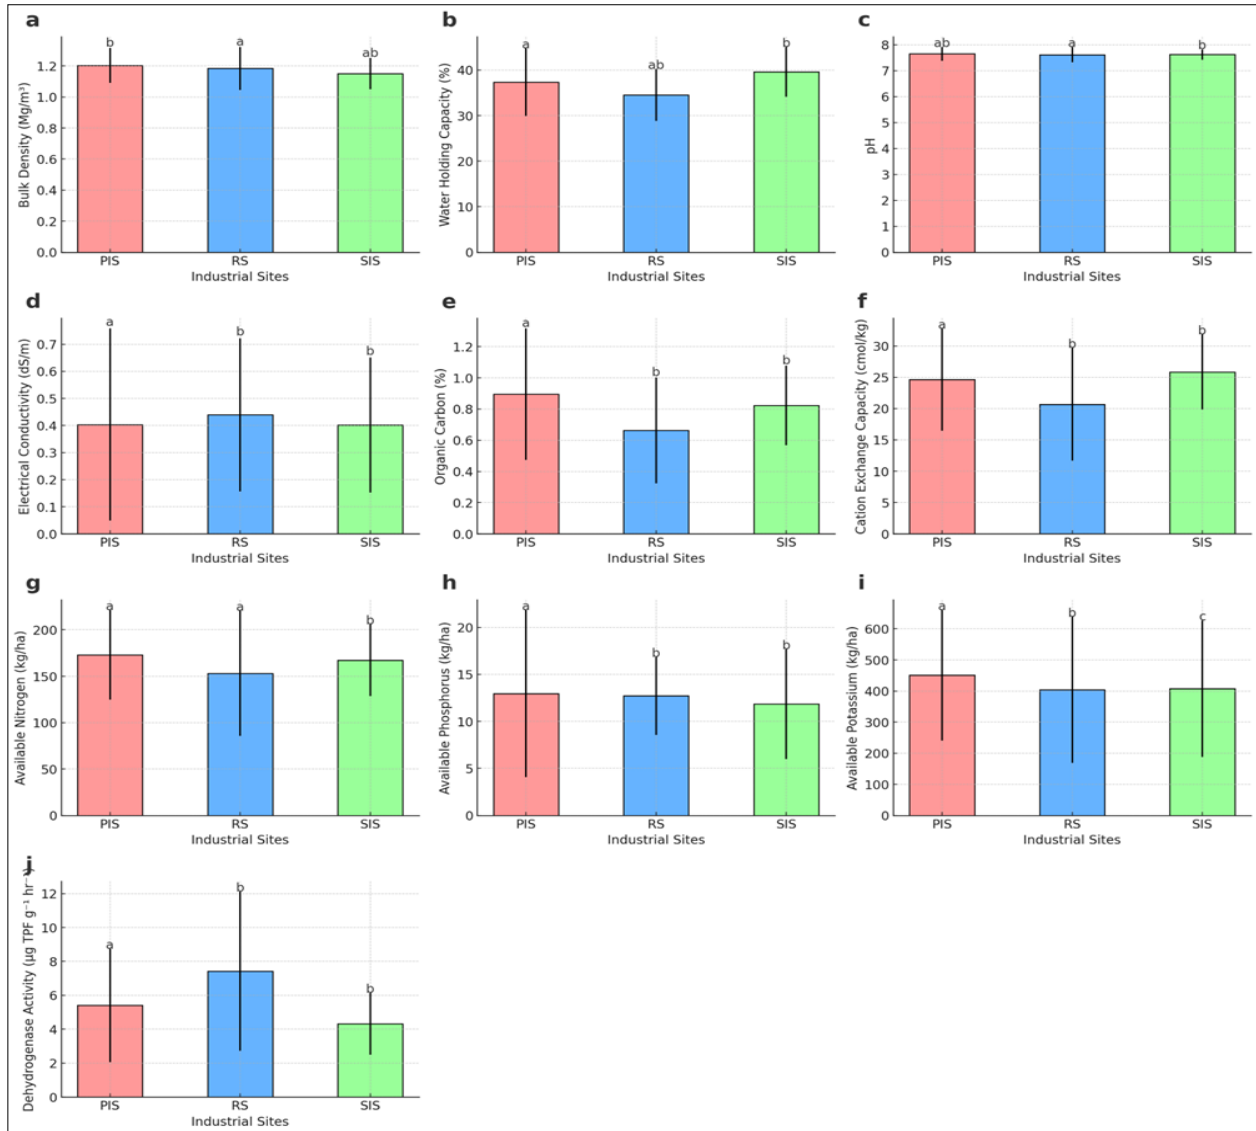 a
Bulk Density (Mg/m³)
1.2
1.0
0.8
0.6
0.4
0.2
0.0
b
a
ab
PIS
RS
SIS
Industrial Sites
b
Water Holding Capacity (%)
40
30
20
10
0
a
ab
b
PIS
RS
SIS
Industrial Sites
c
pH
8
7
6
5
4
3
2
1
0
ab
a
b
PIS
RS
SIS
Industrial Sites
d
Electrical Conductivity (dS/m)
0.7
0.6
0.5
0.4
0.3
0.2
0.1
0.0
a
b
b
PIS
RS
SIS
Industrial Sites
e
Organic Carbon (%)
1.2
1.0
0.8
0.6
0.4
0.2
0.0
a
b
b
PIS
RS
SIS
Industrial Sites
f
Cation Exchange Capacity (cmol/kg)
30
25
20
15
10
5
0
a
b
b
PIS
RS
SIS
Industrial Sites
g
Available Nitrogen (kg/ha)
200
150
100
50
0
a
a
b
PIS
RS
SIS
Industrial Sites
h
Available Phosphorus (kg/ha)
20
15
10
5
0
a
b
b
PIS
RS
SIS
Industrial Sites
i
Available Potassium (kg/ha)
600
500
400
300
200
100
0
a
b
c
PIS
RS
SIS
Industrial Sites
j
Dehydrogenase Activity (µg TPF g⁻¹ hr⁻¹)
12
10
8
6
4
2
0
a
b
b
PIS
RS
SIS
Industrial Sites